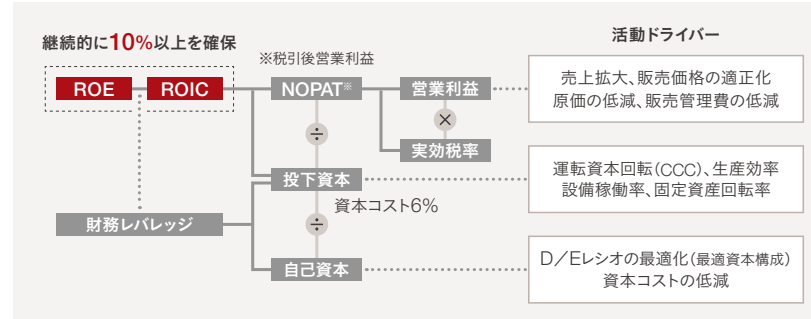 継続的に10%以上を確保
※税引後営業利益
活動ドライバー
ROE
ROIC
NOPAT※
営業利益
売上拡大、販売価格の適正化
原価の低減、販売管理費の低減
÷
×
実効税率
投下資本
運転資本回転(CCC)、生産効率
設備稼働率、固定資産回転率
資本コスト6%
財務レバレッジ
÷
自己資本
D／Eレシオの最適化(最適資本構成)
資本コストの低減